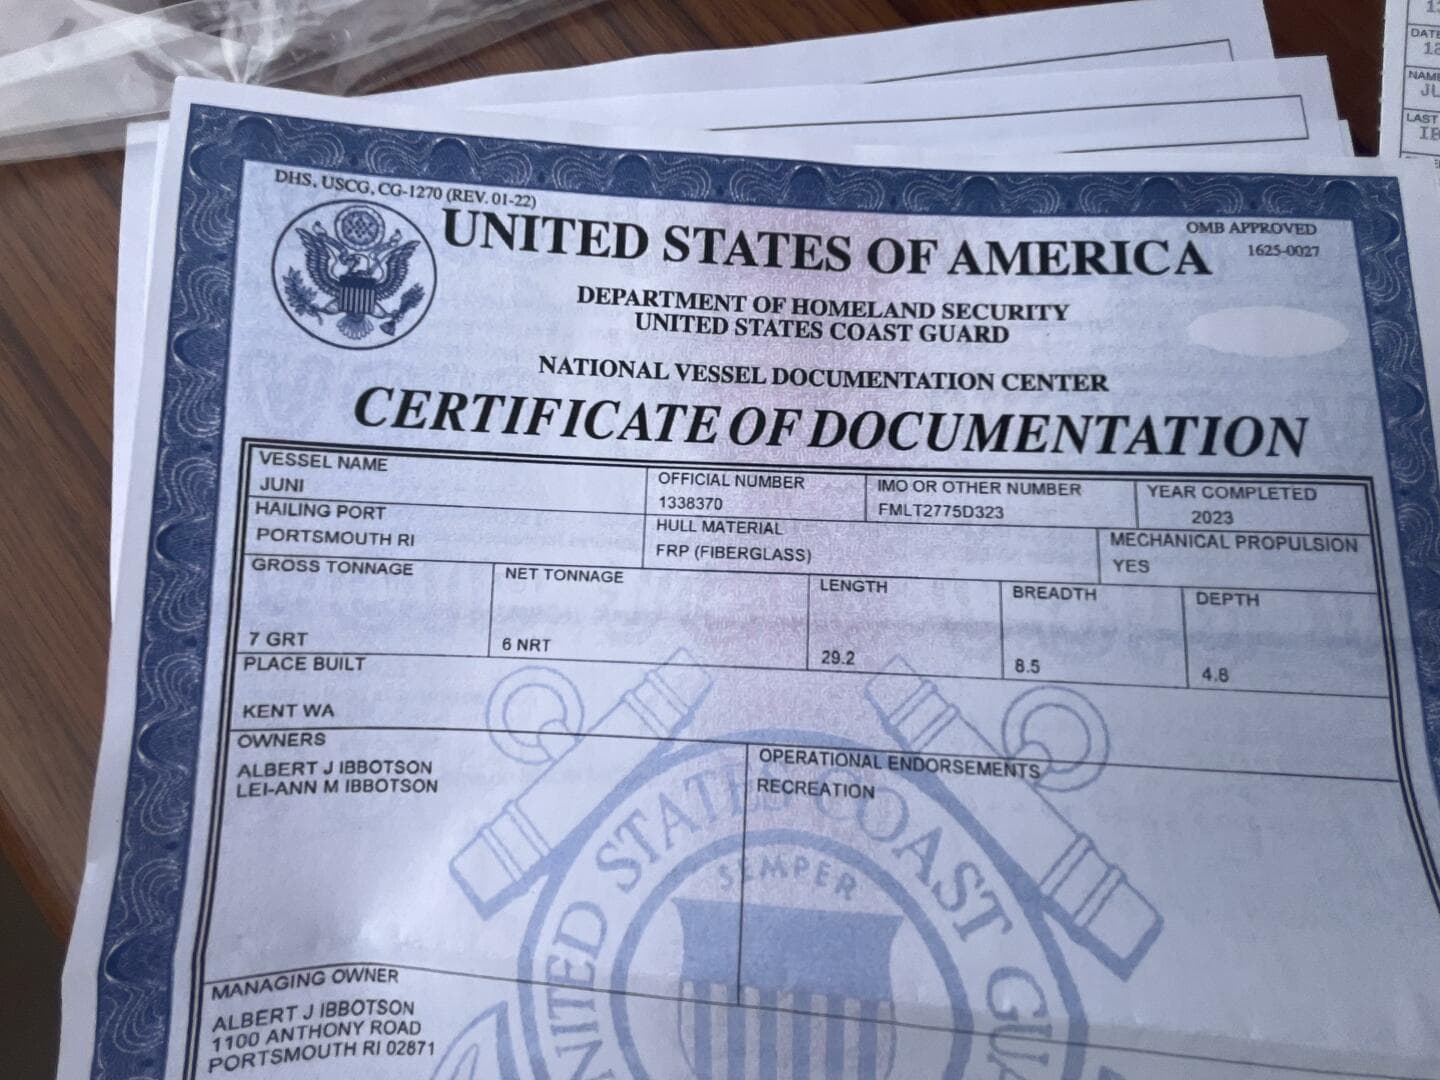 DHS, USCG, CG-1270 (REV. 01-22)
OMB APPROVED
1625-0027
UNITED STATES OF AMERICA
DEPARTMENT OF HOMELAND SECURITY
UNITED STATES COAST GUARD
NATIONAL VESSEL DOCUMENTATION CENTER
CERTIFICATE OF DOCUMENTATION
VESSEL NAME
JUNI
OFFICIAL NUMBER
1338370
IMO OR OTHER NUMBER
FMLT2775D323
YEAR COMPLETED
2023
HAILING PORT
PORTSMOUTH RI
HULL MATERIAL
FRP (FIBERGLASS)
MECHANICAL PROPULSION
YES
GROSS TONNAGE
7 GRT
NET TONNAGE
6 NRT
LENGTH
29.2
BREADTH
8.5
DEPTH
4.8
PLACE BUILT
KENT WA
OWNERS
ALBERT J IBBOTSON
LEI-ANN M IBBOTSON
OPERATIONAL ENDORSEMENTS
RECREATION
UNITED STATES COAST GUA
SEMPER
MANAGING OWNER
ALBERT J IBBOTSON
1100 ANTHONY ROAD
PORTSMOUTH RI 02871
DATE
NAME
JU
LAST